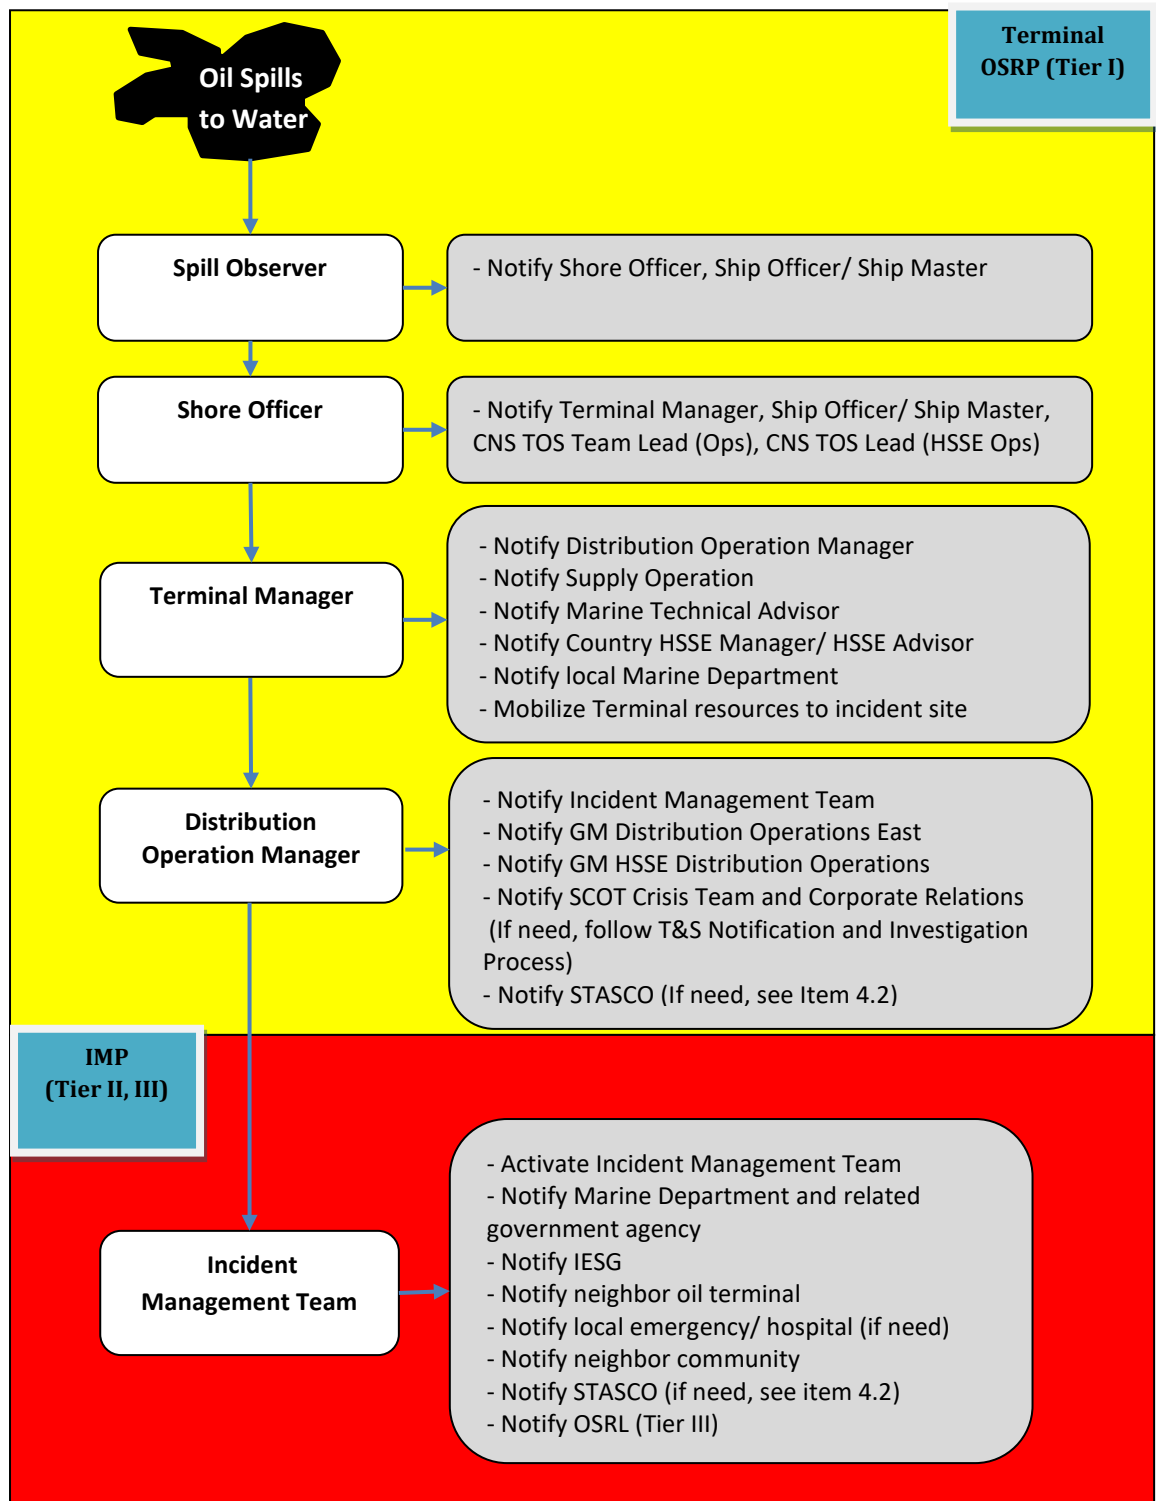 Terminal
OSRP (Tier I)
Oil Spills
to Water
Spill Observer
- Notify Shore Officer, Ship Officer/ Ship Master
Shore Officer
- Notify Terminal Manager, Ship Officer/ Ship Master,
CNS TOS Team Lead (Ops), CNS TOS Lead (HSSE Ops)
Terminal Manager
- Notify Distribution Operation Manager
- Notify Supply Operation
- Notify Marine Technical Advisor
- Notify Country HSSE Manager/ HSSE Advisor
- Notify local Marine Department
- Mobilize Terminal resources to incident site
Distribution
Operation Manager
- Notify Incident Management Team
- Notify GM Distribution Operations East
- Notify GM HSSE Distribution Operations
- Notify SCOT Crisis Team and Corporate Relations
(If need, follow T&S Notification and Investigation
Process)
- Notify STASCO (If need, see Item 4.2)
IMP
(Tier II, III)
Incident
Management Team
- Activate Incident Management Team
- Notify Marine Department and related
government agency
- Notify IESG
- Notify neighbor oil terminal
- Notify local emergency/ hospital (if need)
- Notify neighbor community
- Notify STASCO (if need, see item 4.2)
- Notify OSRL (Tier III)